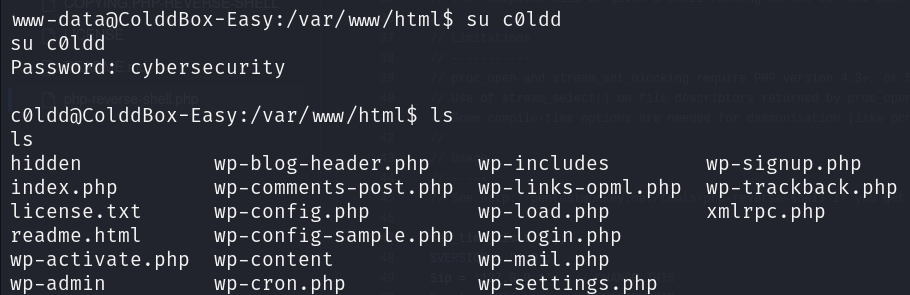 www-data@ColddBox-Easy:/var/www/html$ su c0ldd
su c0ldd
Password: cybersecurity
c0ldd@ColddBox-Easy:/var/www/html$ ls
ls
hidden wp-blog-header.php wp-includes wp-signup.php
index.php wp-comments-post.php wp-links-opml.php wp-trackback.php
license.txt wp-config.php wp-load.php xmlrpc.php
readme.html wp-config-sample.php wp-login.php
wp-activate.php wp-content wp-mail.php
wp-admin wp-cron.php wp-settings.php